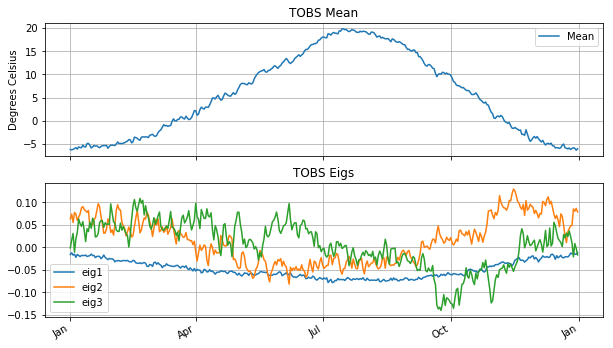 TOBS Mean
Degrees Celsius
20
15
10
5
0
−5
Mean
TOBS Eigs
0.10
0.05
0.00
−0.05
−0.10
−0.15
eig1
eig2
eig3
Jan
Apr
Jul
Oct
Jan